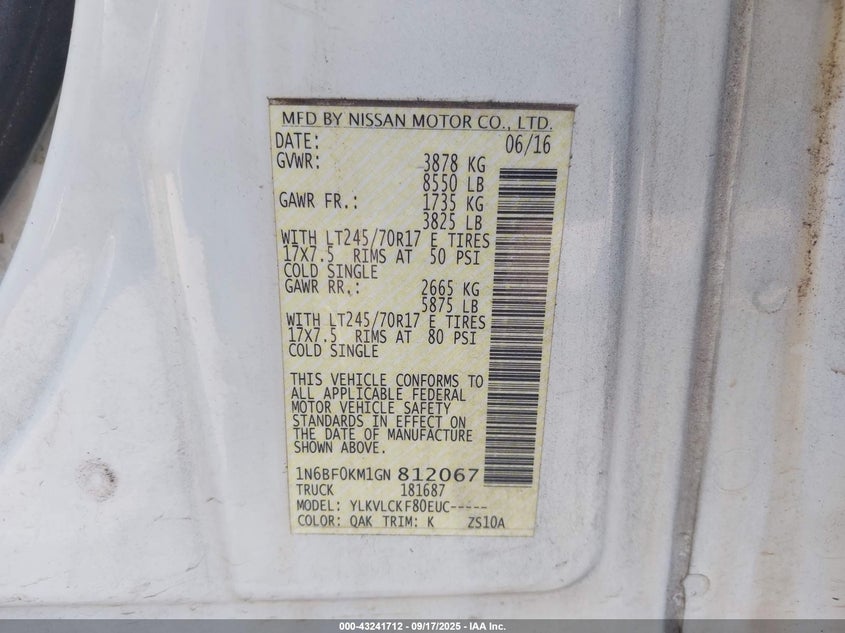 MFD BY NISSAN MOTOR CO., LTD.
DATE: 06/16
GVWR: 3878 KG
8550 LB
GAWR FR.: 1735 KG
3825 LB
WITH LT245/70R17 E TIRES
17X7.5 RIMS AT 50 PSI
COLD SINGLE
GAWR RR.: 2665 KG
5875 LB
WITH LT245/70R17 E TIRES
17X7.5 RIMS AT 80 PSI
COLD SINGLE
THIS VEHICLE CONFORMS TO
ALL APPLICABLE FEDERAL
MOTOR VEHICLE SAFETY
STANDARDS IN EFFECT ON
THE DATE OF MANUFACTURE
SHOWN ABOVE.
1N6BF0KM1GN 812067
TRUCK 181687
MODEL: YLKVLCKF80EUC-----
COLOR: QAK TRIM: K ZS10A
000-43241712 - 09/17/2025 - IAA Inc.